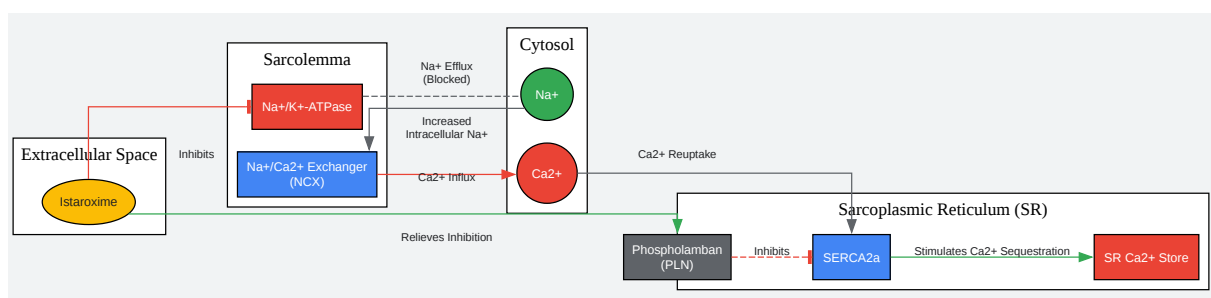 Cytosol
Sarcolemma
Na+ Efflux
(Blocked)
Na+
Na+/K+-ATPase
Increased
Intracellular Na+
Extracellular Space
Inhibits
Na+/Ca2+ Exchanger
(NCX)
Ca2+ Influx
Ca2+
Ca2+ Reuptake
Istaroxime
Sarcoplasmic Reticulum (SR)
Relieves Inhibition
Phospholamban
(PLN)
Inhibits
SERCA2a
Stimulates Ca2+ Sequestration
SR Ca2+ Store